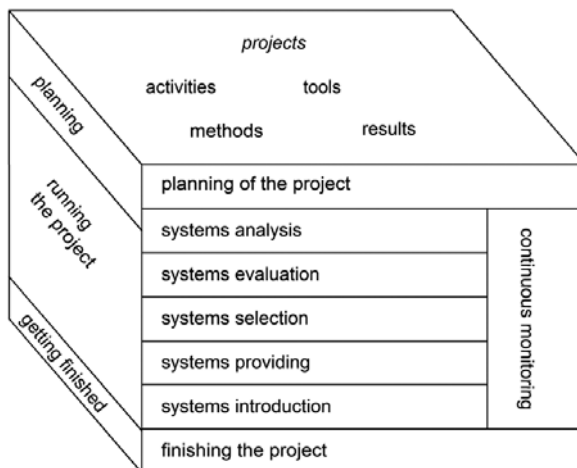 projects
activities
tools
methods
results
planning
running
the project
getting finished
planning of the project
systems analysis
systems evaluation
systems selection
systems providing
systems introduction
finishing the project
continuous monitoring